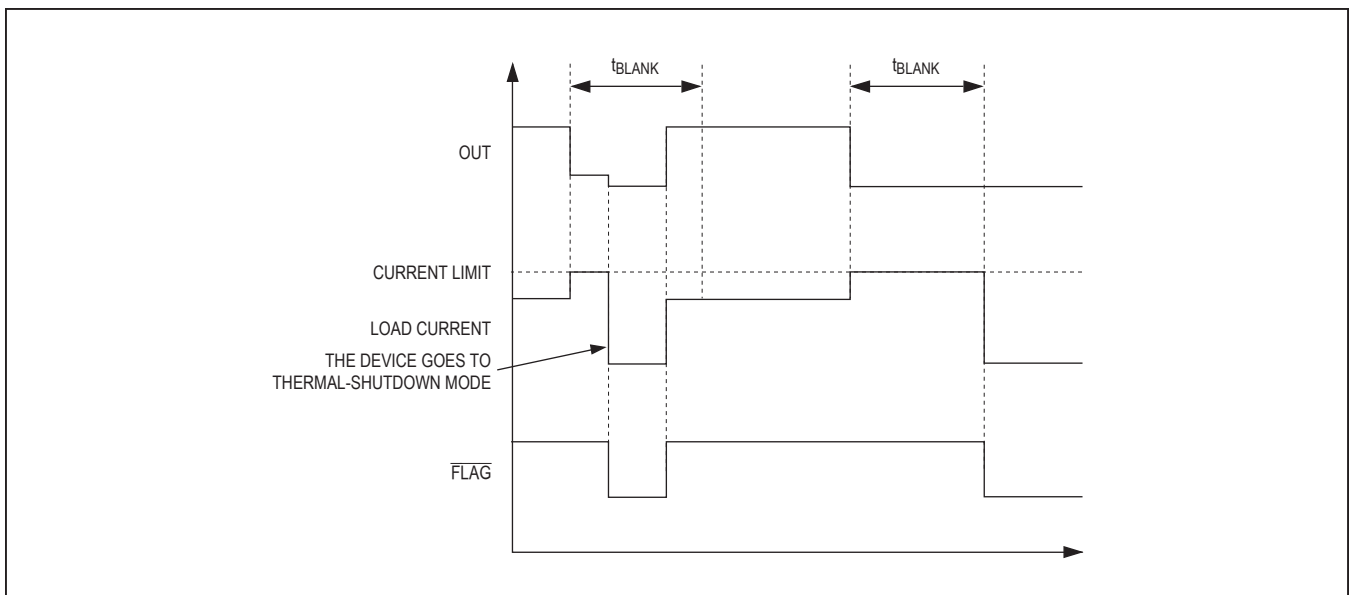 tBLANK tBLANK
OUT
CURRENT LIMIT
LOAD CURRENT
THE DEVICE GOES TO
THERMAL-SHUTDOWN MODE
FLAG